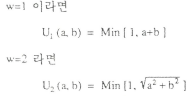 w=1 이라면
U₁ (a, b) = Min [ 1, a+b ]
w=2 라면
U₂ (a, b) = Min [1, √(a² + b²) ]